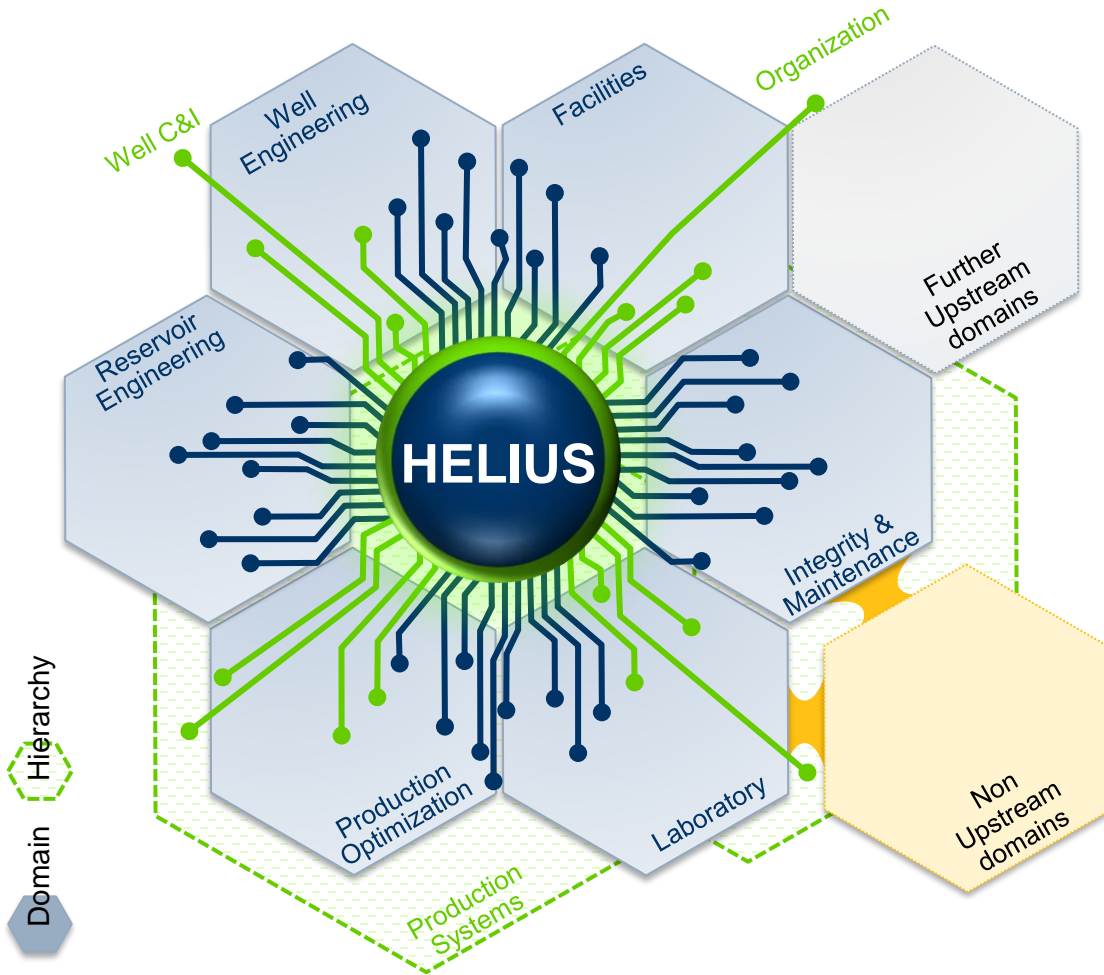 Organization
Facilities
Well
Engineering
Well C&I
Further
Upstream
domains
Reservoir
Engineering
HELIUS
Integrity &
Maintenance
Hierarchy
Domain
Production
Optimization
Laboratory
Non
Upstream
domains
Production
Systems